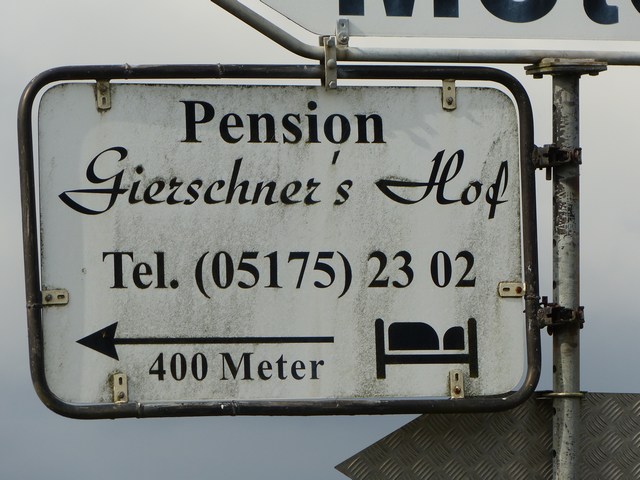 Pension
Gierschner's Hof
Tel. (05175) 23 02
400 Meter